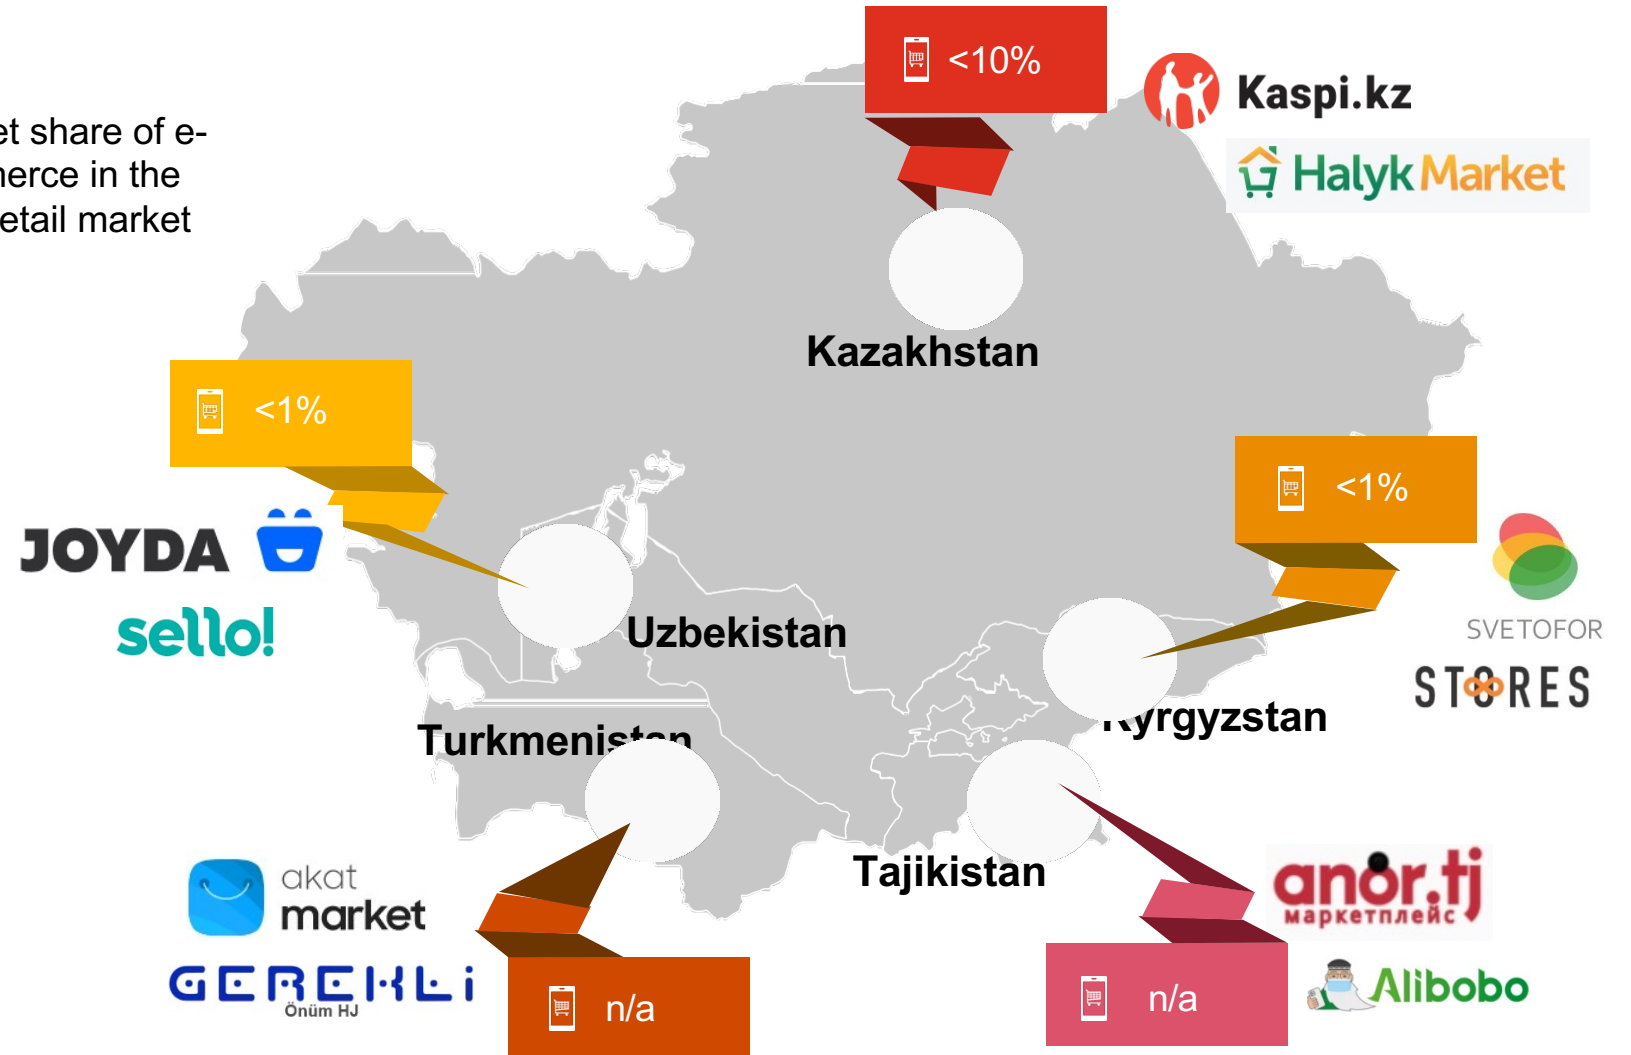 <10%
Kaspi.kz
Halyk Market
et share of e-
nerce in the
etail market
Kazakhstan
<1%
<1%
JOYDA
sello!
Uzbekistan
SVETOFOR
STORES
Kyrgyzstan
Turkmenistan
Tajikistan
akat
market
GEREKLi
Önüm HJ
n/a
anor.tj
маркетплейс
Alibobo
n/a